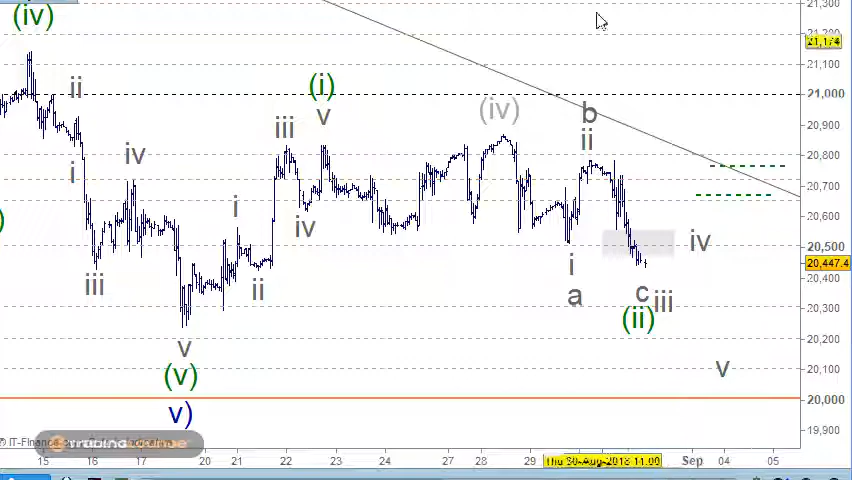 21,300
(iv)
21,174
21,100
ii
(i)
21,000
(iv)
b
v
20,900
iii
ii
iv
20,800
i
20,700
i
20,600
iv
iv
20,500
i
20,447.4
ii
iii
a
c iii
20,300
(ii)
20,200
v
20,100
v
(v)
20,000
v)
19,900
© IT-Finance
15 16 17 20 21 22 23 24 27 28 29 Thu 30-Aug-2018 11:00 Sep 04 05